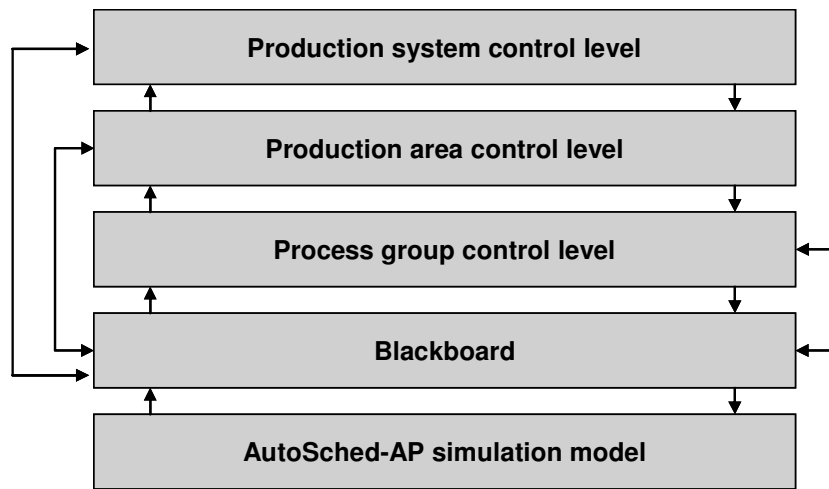 Production system control level
Production area control level
Process group control level
Blackboard
AutoSched-AP simulation model